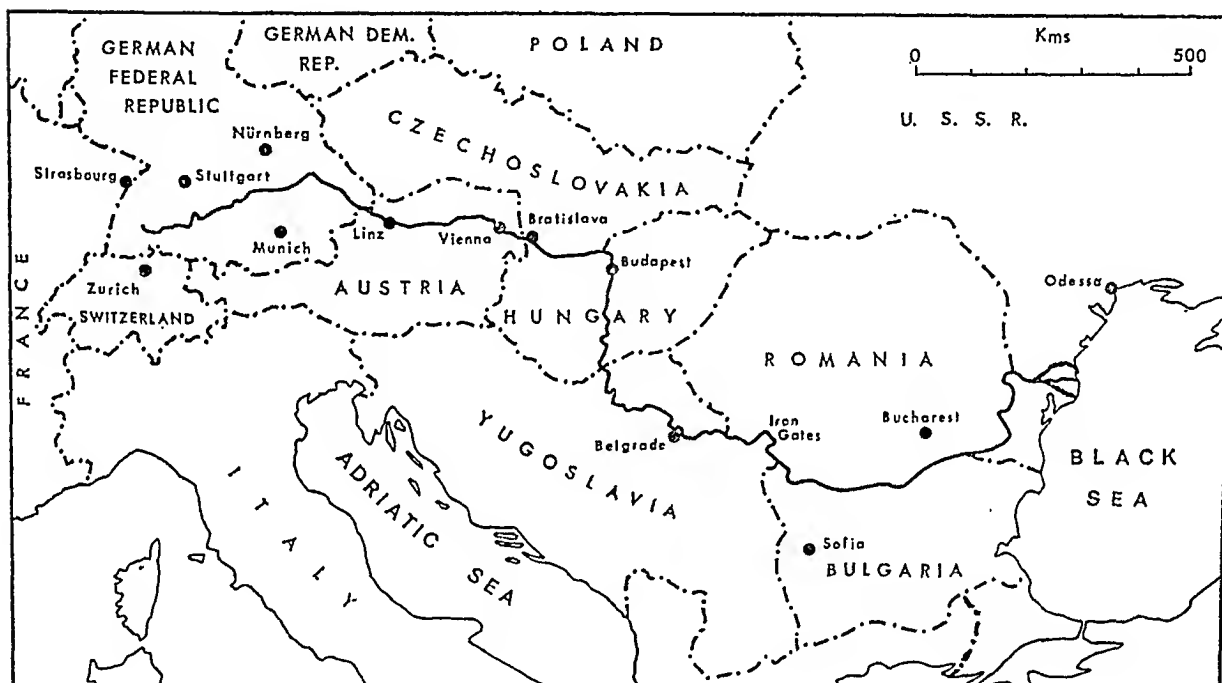 GERMAN
FEDERAL
REPUBLIC
GERMAN DEM.
REP.
POLAND
Kms
0 500
U. S. S. R.
CZECHOSLOVAKIA
Nürnberg
Strasbourg
Stuttgart
Munich
Linz
Vienna
Bratislava
Budapest
Zurich
SWITZERLAND
AUSTRIA
HUNGARY
FRANCE
ROMANIA
Odessa
Bucharest
Iron
Gates
Belgrade
YUGOSLAVIA
ITALY
ADRIATIC SEA
BLACK
SEA
Sofia
BULGARIA